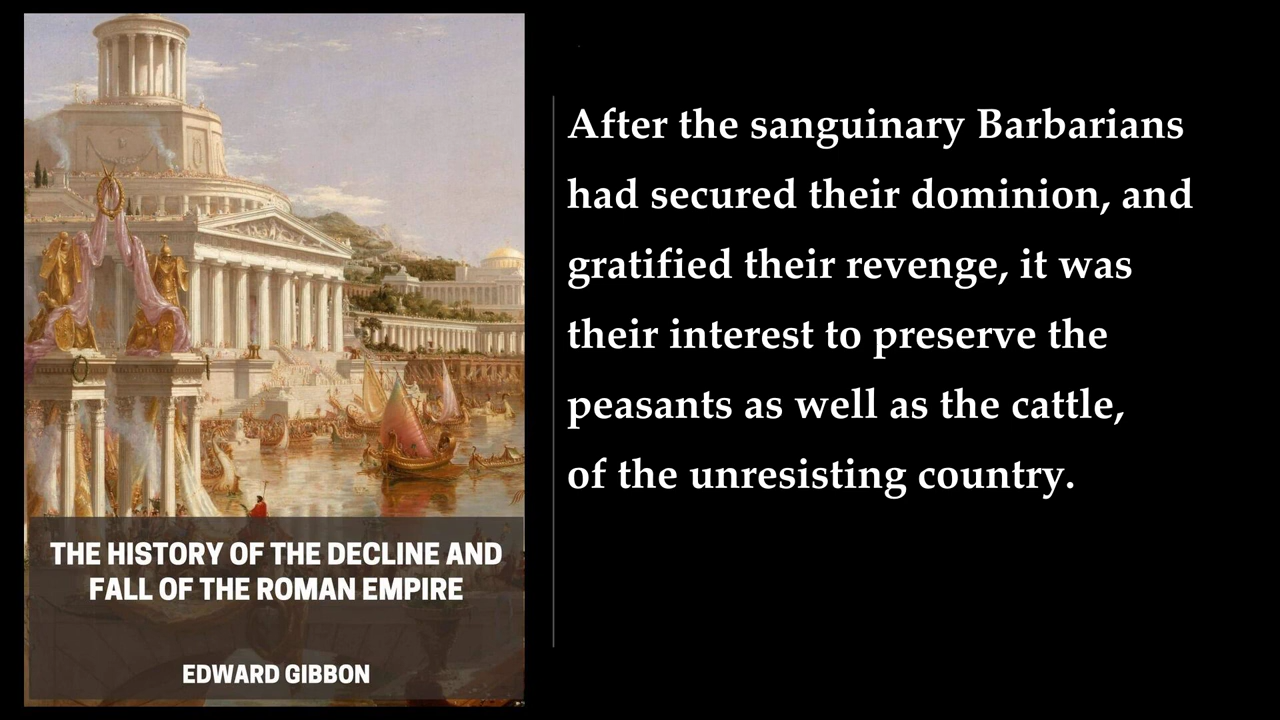 THE HISTORY OF THE DECLINE AND
FALL OF THE ROMAN EMPIRE
EDWARD GIBBON
After the sanguinary Barbarians
had secured their dominion, and
gratified their revenge, it was
their interest to preserve the
peasants as well as the cattle,
of the unresisting country.